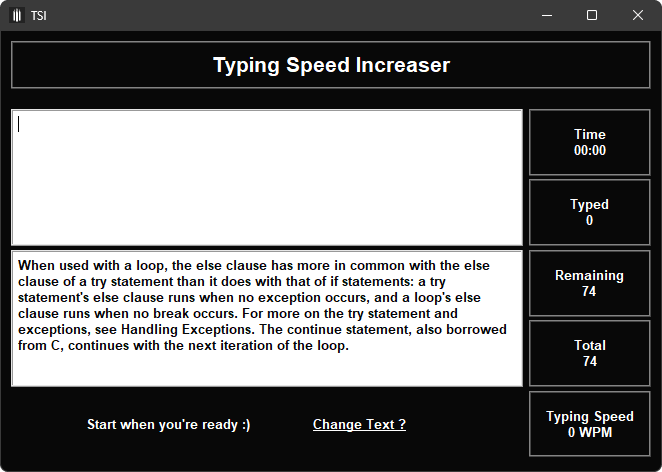 TSI
Typing Speed Increaser
Time
00:00
Typed
0
When used with a loop, the else clause has more in common with the else
clause of a try statement than it does with that of if statements: a try
statement's else clause runs when no exception occurs, and a loop's else
clause runs when no break occurs. For more on the try statement and
exceptions, see Handling Exceptions. The continue statement, also borrowed
from C, continues with the next iteration of the loop.
Remaining
74
Total
74
Start when you're ready :)
Change Text ?
Typing Speed
0 WPM